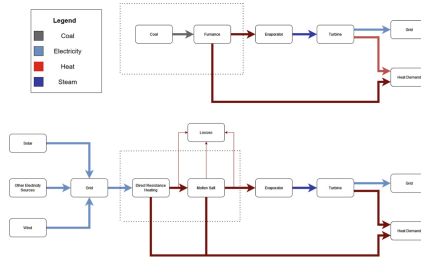 Legend
Coal
Electricity
Heat
Steam
Coal
Furnance
Evaporator
Turbine
Grid
Heat Demand
Losses
Solar
Other Electricity
Sources
Wind
Grid
Direct Resistance
Heating
Molten Salt
Evaporator
Turbine
Grid
Heat Demand